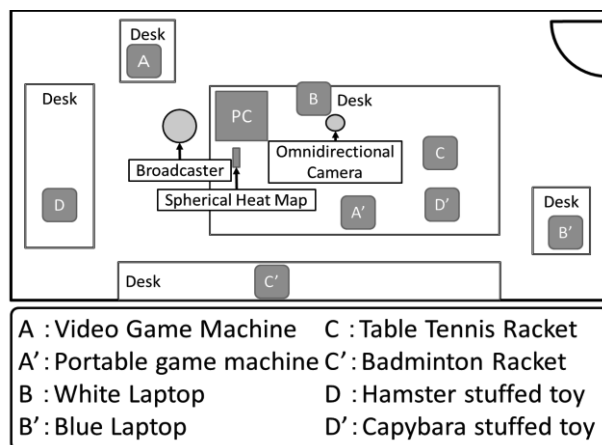 Desk
A
Desk
PC
B
Desk
Omnidirectional
Camera
C
Broadcaster
Spherical Heat Map
D
A’
D’
Desk
B’
Desk
C’
A : Video Game Machine
A’: Portable game machine
B : White Laptop
B’: Blue Laptop
C : Table Tennis Racket
C’: Badminton Racket
D : Hamster stuffed toy
D’: Capybara stuffed toy